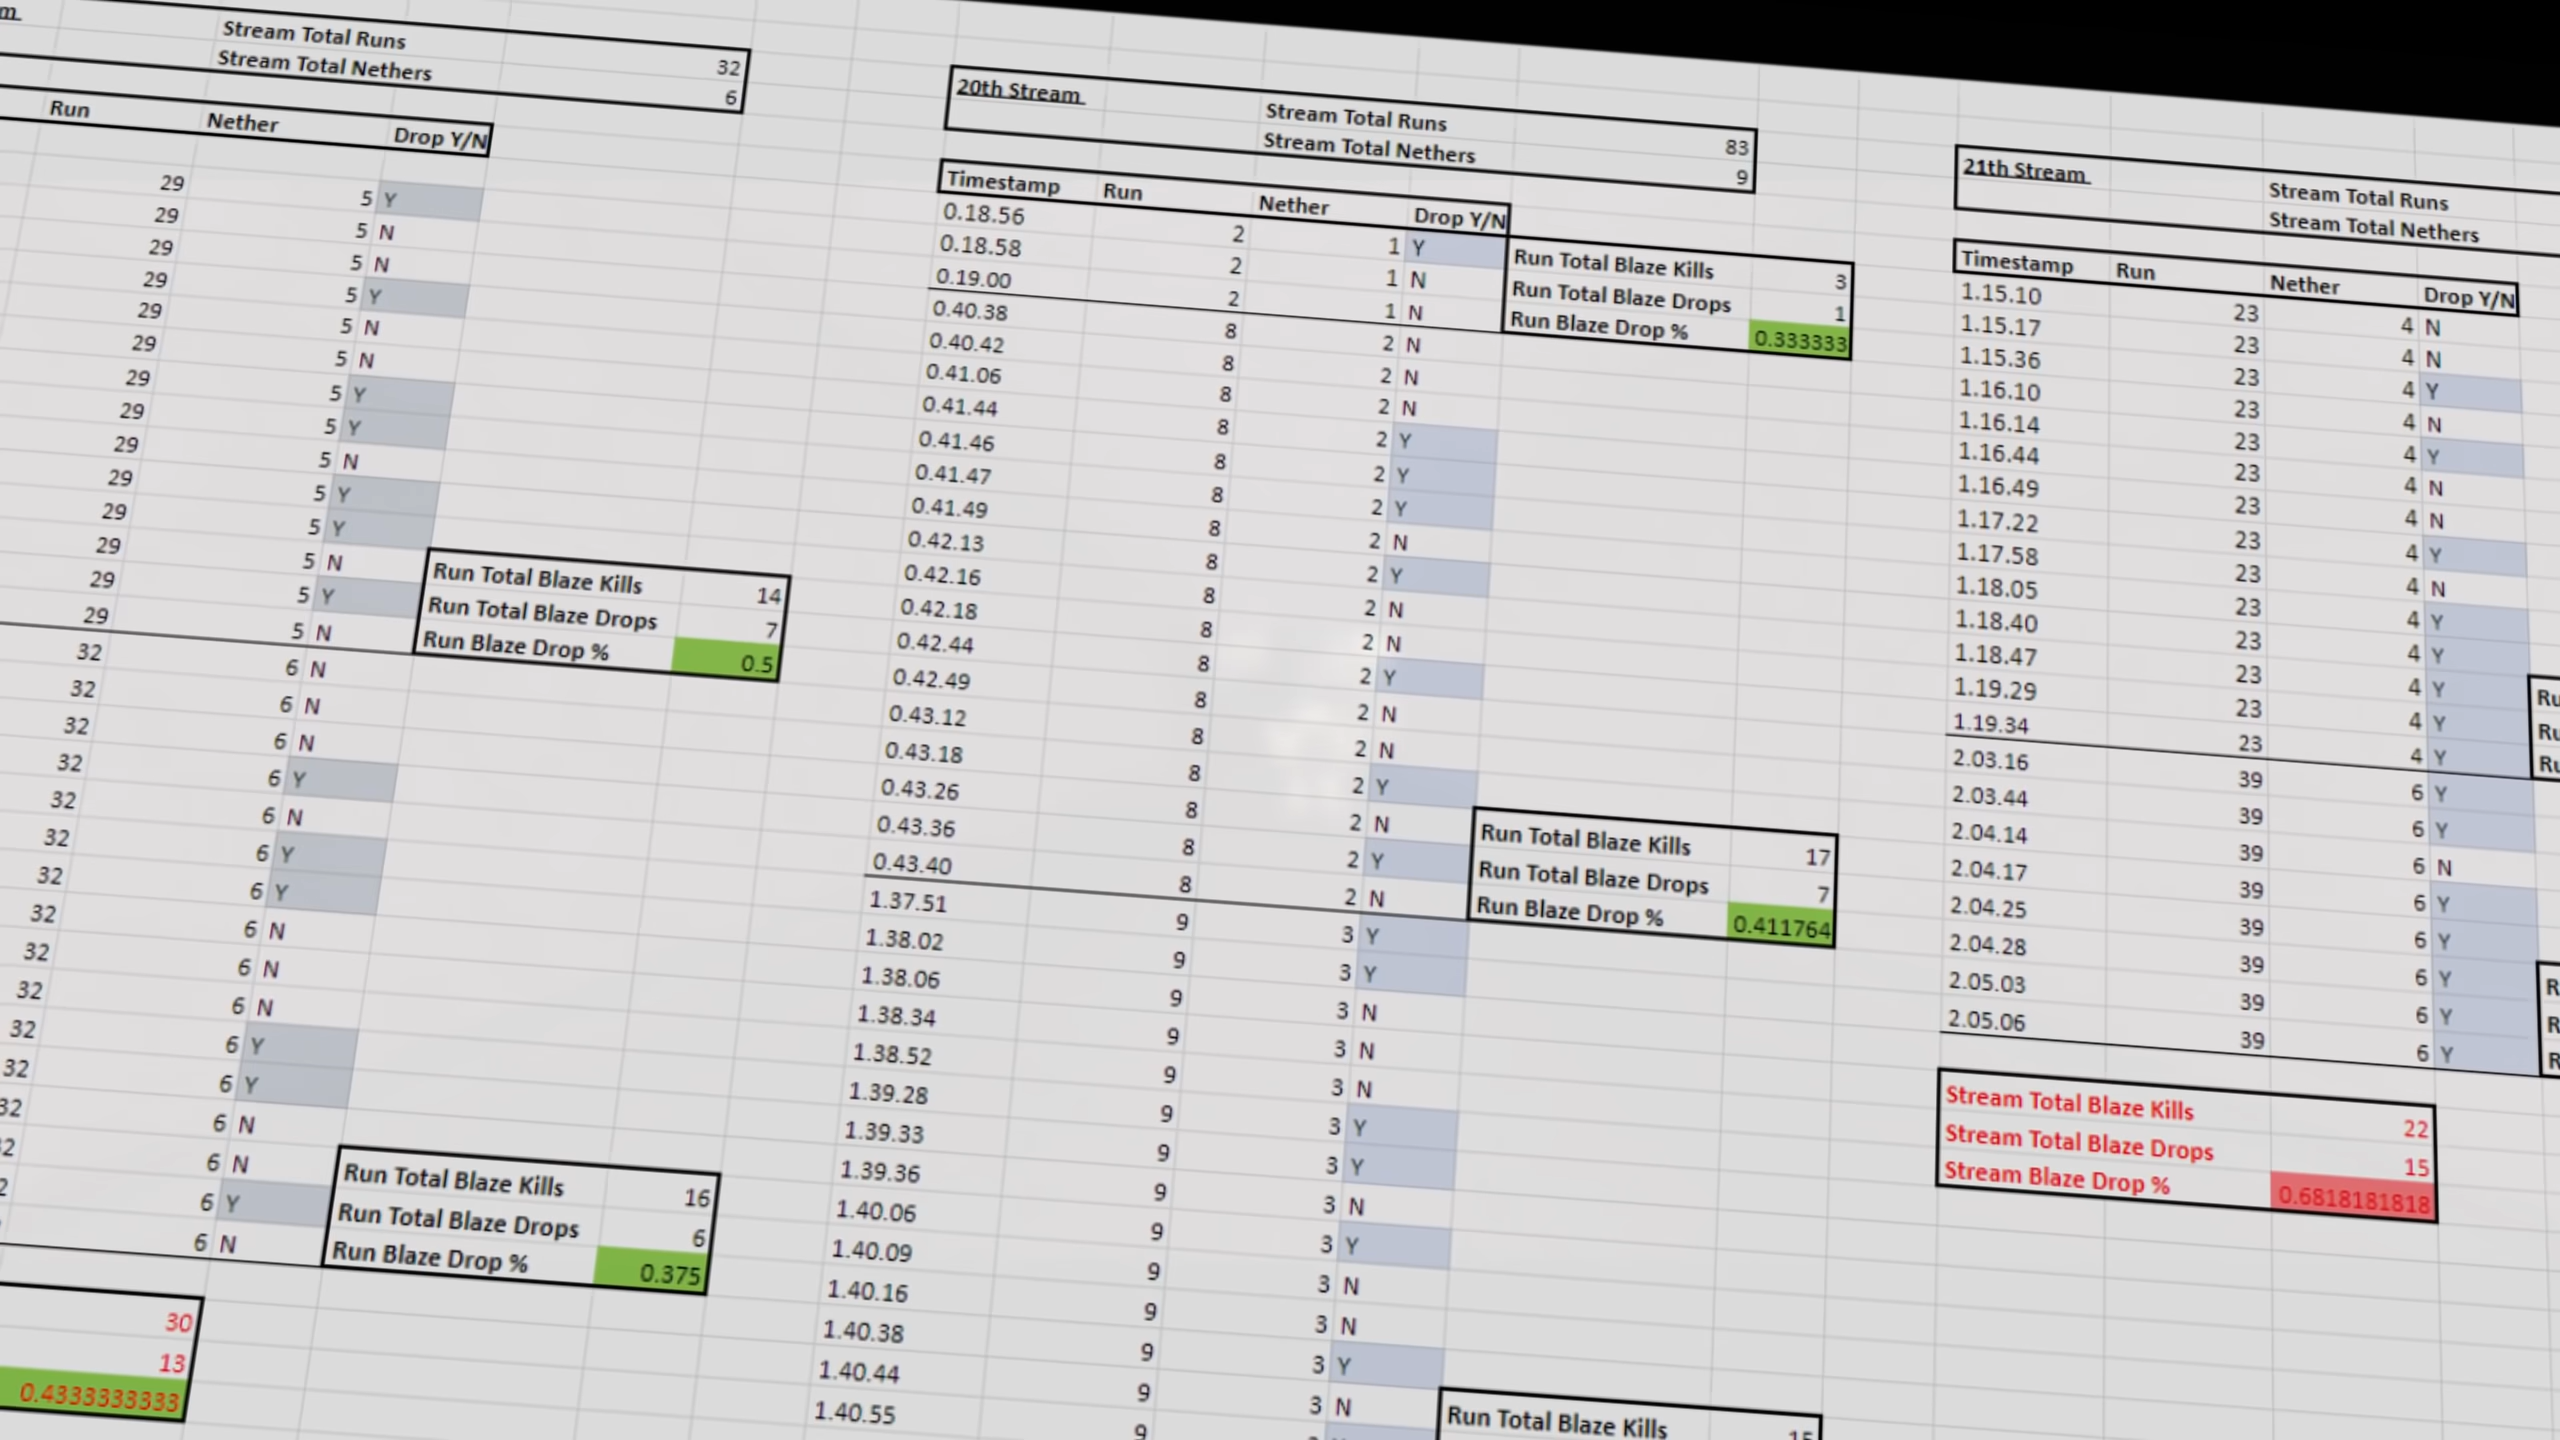 m
Stream Total Runs 32
Stream Total Nethers 6
Run Nether Drop Y/N
29 5 Y
29 5 N
29 5 N
29 5 Y
29 5 N
29 5 N
29 5 Y
29 5 Y
29 5 N
29 5 Y
29 5 Y
29 5 N
29 5 Y
29 5 N
Run Total Blaze Kills 14
Run Total Blaze Drops 7
Run Blaze Drop % 0.5
32 6 N
32 6 N
32 6 N
32 6 Y
32 6 N
32 6 Y
32 6 Y
32 6 N
32 6 N
32 6 N
32 6 Y
32 6 Y
32 6 N
2 6 N
2 6 Y
6 N
Run Total Blaze Kills 16
Run Total Blaze Drops 6
Run Blaze Drop % 0.375
30
13
0.4333333333
20th Stream
Stream Total Runs 83
Stream Total Nethers 9
Timestamp Run Nether Drop Y/N
0.18.56 2 1 Y
0.18.58 2 1 N
0.19.00 2 1 N
Run Total Blaze Kills 3
Run Total Blaze Drops 1
Run Blaze Drop % 0.333333
0.40.38 8 2 N
0.40.42 8 2 N
0.41.06 8 2 N
0.41.44 8 2 Y
0.41.46 8 2 Y
0.41.47 8 2 Y
0.41.49 8 2 N
0.42.13 8 2 Y
0.42.16 8 2 N
0.42.18 8 2 N
0.42.44 8 2 Y
0.42.49 8 2 N
0.43.12 8 2 N
0.43.18 8 2 Y
0.43.26 8 2 N
0.43.36 8 2 Y
0.43.40 8 2 N
Run Total Blaze Kills 17
Run Total Blaze Drops 7
Run Blaze Drop % 0.411764
1.37.51 9 3 Y
1.38.02 9 3 Y
1.38.06 9 3 N
1.38.34 9 3 N
1.38.52 9 3 N
1.39.28 9 3 Y
1.39.33 9 3 Y
1.39.36 9 3 N
1.40.06 9 3 Y
1.40.09 9 3 N
1.40.16 9 3 N
1.40.38 9 3 Y
1.40.44 9 3 N
1.40.55 9
Run Total Blaze Kills 15
21th Stream
Stream Total Runs
Stream Total Nethers
Timestamp Run Nether Drop Y/N
1.15.10 23 4 N
1.15.17 23 4 N
1.15.36 23 4 Y
1.16.10 23 4 N
1.16.14 23 4 Y
1.16.44 23 4 N
1.16.49 23 4 N
1.17.22 23 4 Y
1.17.58 23 4 N
1.18.05 23 4 Y
1.18.40 23 4 Y
1.18.47 23 4 Y
1.19.29 23 4 Y
1.19.34 23 4 Y
Ru
Ru
Ru
2.03.16 39 6 Y
2.03.44 39 6 Y
2.04.14 39 6 N
2.04.17 39 6 Y
2.04.25 39 6 Y
2.04.28 39 6 Y
2.05.03 39 6 Y
2.05.06 39 6 Y
R
R
R
Stream Total Blaze Kills 22
Stream Total Blaze Drops 15
Stream Blaze Drop % 0.6818181818